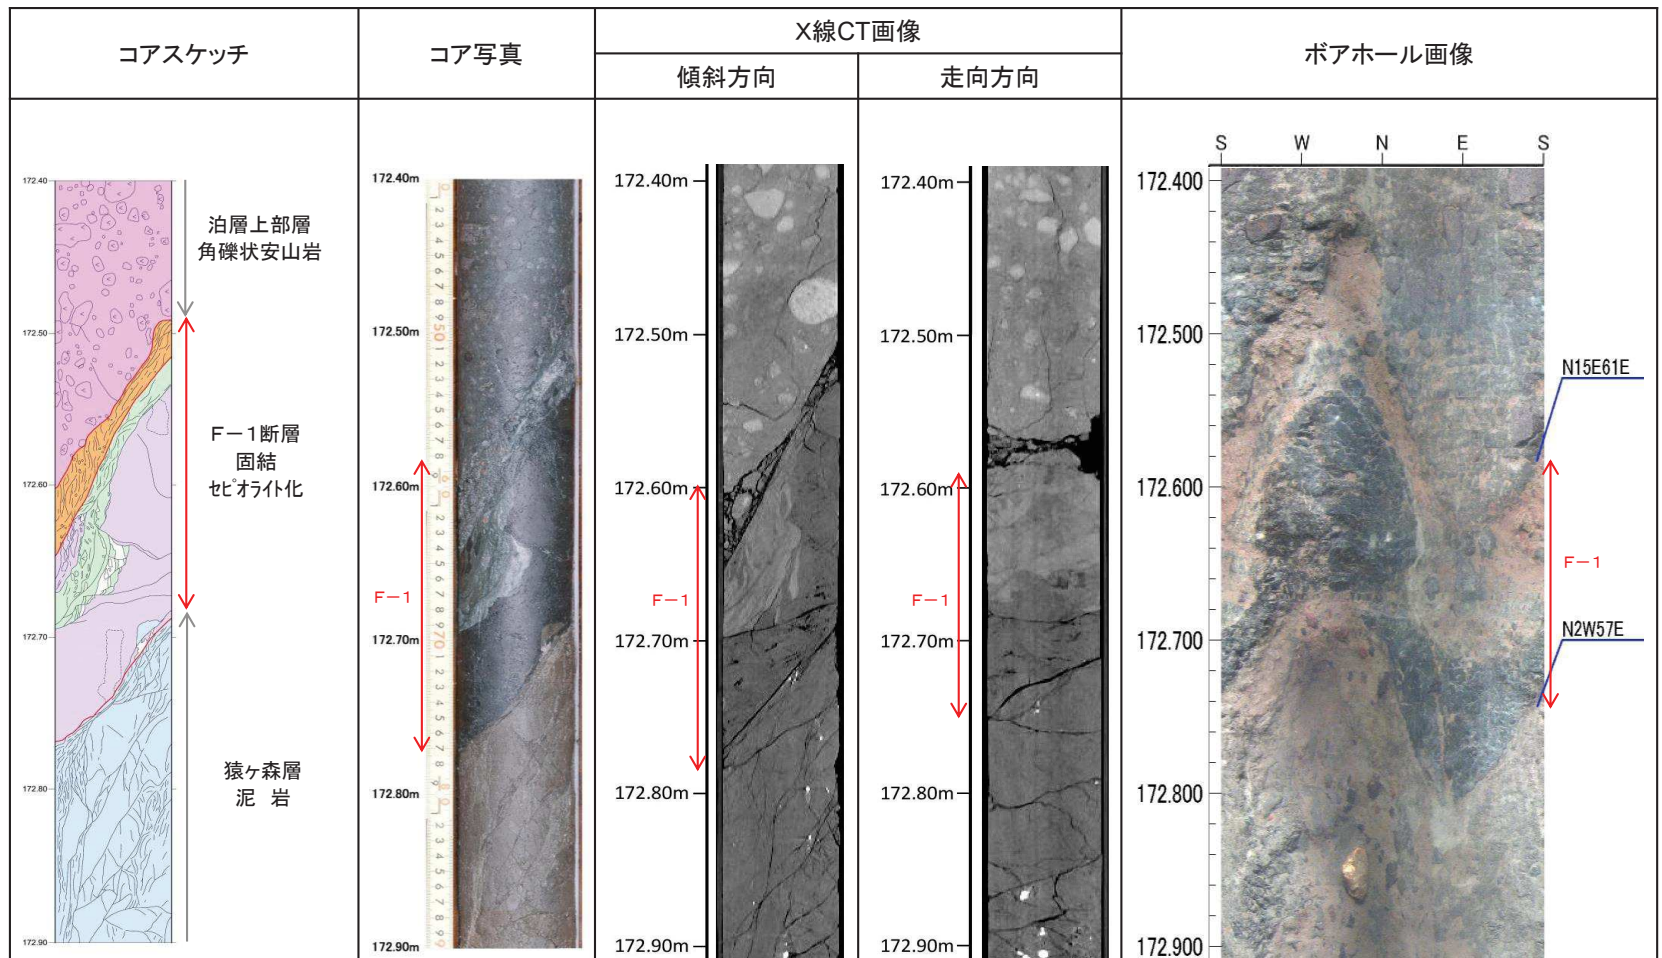 コアスケッチ
コア写真
X線CT画像
傾斜方向
走向方向
ボアホール画像
172.40
172.50
172.60
172.70
172.80
172.90
泊層上部層
角礫状安山岩
F－1断層
固結
ｾﾋﾟｵﾗｲﾄ化
猿ヶ森層
泥 岩
172.40m
172.50m
172.60m
172.70m
172.80m
172.90m
F－1
172.40m
172.50m
172.60m
172.70m
172.80m
172.90m
F－1
172.40m
172.50m
172.60m
172.70m
172.80m
172.90m
F－1
S W N E S
172.400
172.500
172.600
172.700
172.800
172.900
N15E61E
F－1
N2W57E